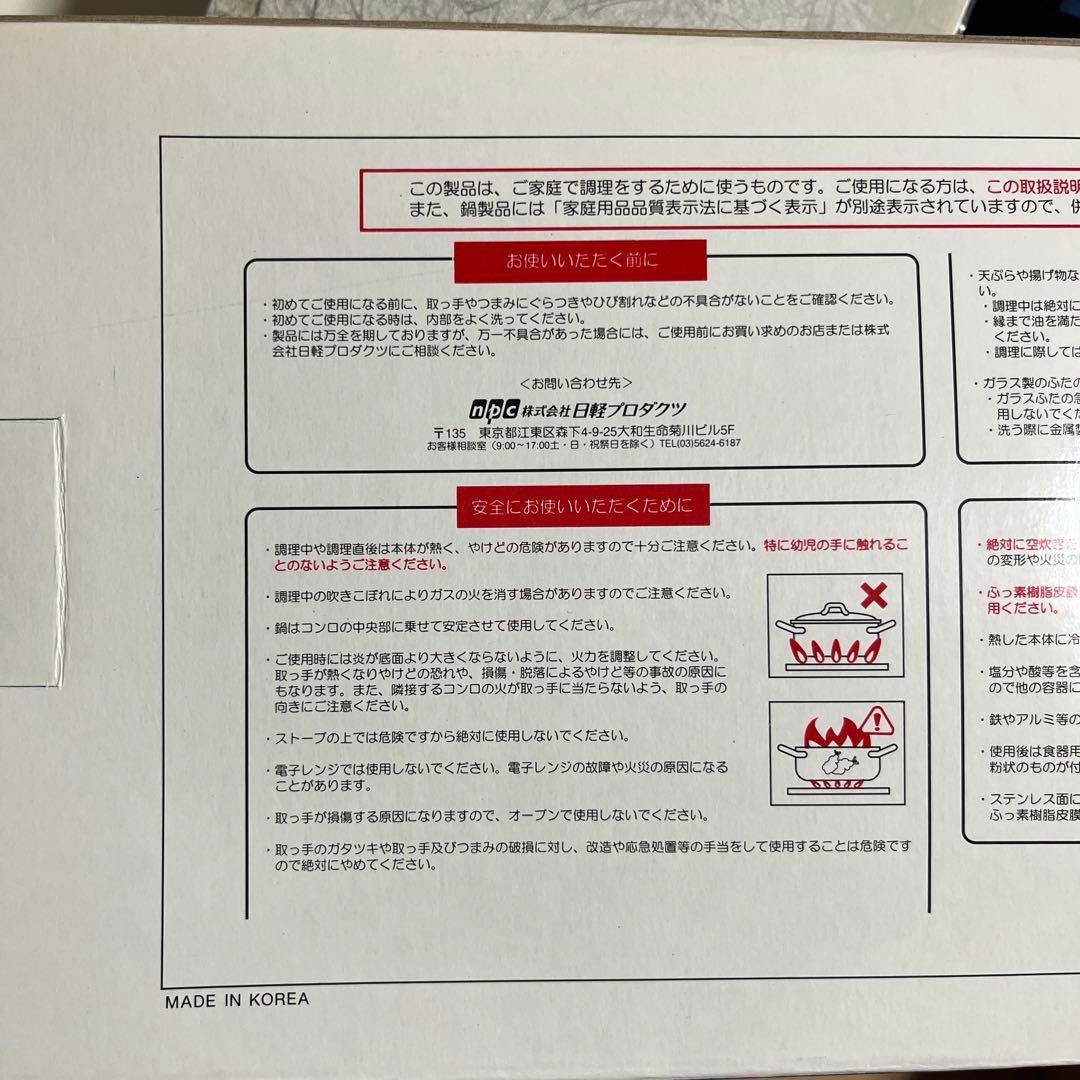 この製品は、ご家庭で調理をするために使うものです。ご使用になる方は、この取扱説明
また、鍋製品には「家庭用品品質表示法に基づく表示」が別途表示されていますので、併
お使いいたたく前に
・初めてご使用になる前に、取っ手やつまみにぐらつきやひび割れなどの不具合がないことをご確認ください。
・初めてご使用になる時は、内部をよく洗ってください。
・製品には万全を期しておりますが、万一不具合があった場合には、ご使用前にお買い求めのお店または株式
会社日軽プロダクツにご相談ください。
＜お問い合わせ先＞
npc 株式会社日軽プロダクツ
〒135 東京都江東区森下4-9-25大和生命菊川ビル5F
お客様相談室（9:00〜17:00土・日・祝祭日を除く）TEL(03)5624-6187
安全にお使いいただくために
・調理中や調理直後は本体が熱く、やけどの危険がありますので十分ご注意ください。特に幼児の手に触れるこ
とのないようご注意ください。
・調理中の吹きこぼれによりガスの火を消す場合がありますのでご注意ください。
・鍋はコンロの中央部に乗せて安定させて使用してください。
・ご使用時には炎が底面より大きくならないように、火力を調整してください。
取っ手が熱くなりやけどの恐れや、損傷・脱落によるやけど等の事故の原因に
もなります。また、隣接するコンロの火が取っ手に当たらないよう、取っ手の
向きにご注意ください。
・ストーブの上では危険ですから絶対に使用しないでください。
・電子レンジでは使用しないでください。電子レンジの故障や火災の原因になる
ことがあります。
・取っ手が損傷する原因になりますので、オーブンで使用しないでください。
・取っ手のガタツキや取っ手及びつまみの破損に対し、改造や応急処置等の手当をして使用することは危険です
ので絶対にやめてください。
・天ぷらや揚げ物な
い。
・調理中は絶対に
・縁まで油を満た
ください。
・調理に際しては
・ガラス製のふたの
・ガラスふたの急
用しないでくだ
・洗う際に金属製
・絶対に空炊きを
の変形や火災の
・ふっ素樹脂皮膜
用ください。
・熱した本体に冷
・塩分や酸等を含
ので他の容器に
・鉄やアルミ等の
・使用後は食器用
粉状のものが付
・ステンレス面に
ふっ素樹脂皮膜
MADE IN KOREA